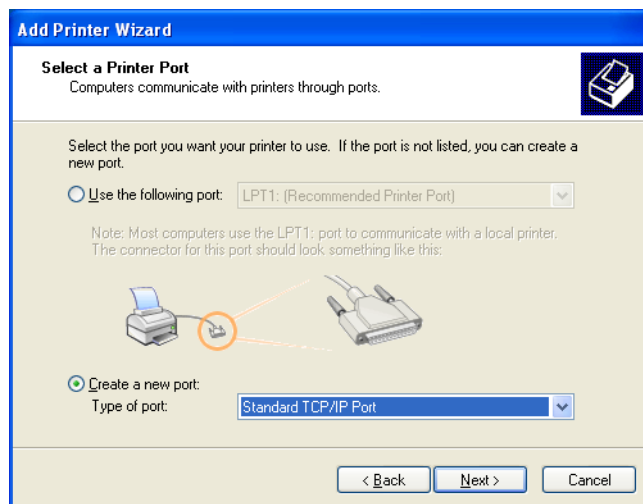 Add Printer Wizard
Select a Printer Port
Computers communicate with printers through ports.
Select the port you want your printer to use. If the port is not listed, you can create a
new port.
Use the following port:
LPT1: (Recommended Printer Port)
Note: Most computers use the LPT1: port to communicate with a local printer.
The connector for this port should look something like this:
Create a new port:
Type of port:
Standard TCP/IP Port
< Back
Next >
Cancel